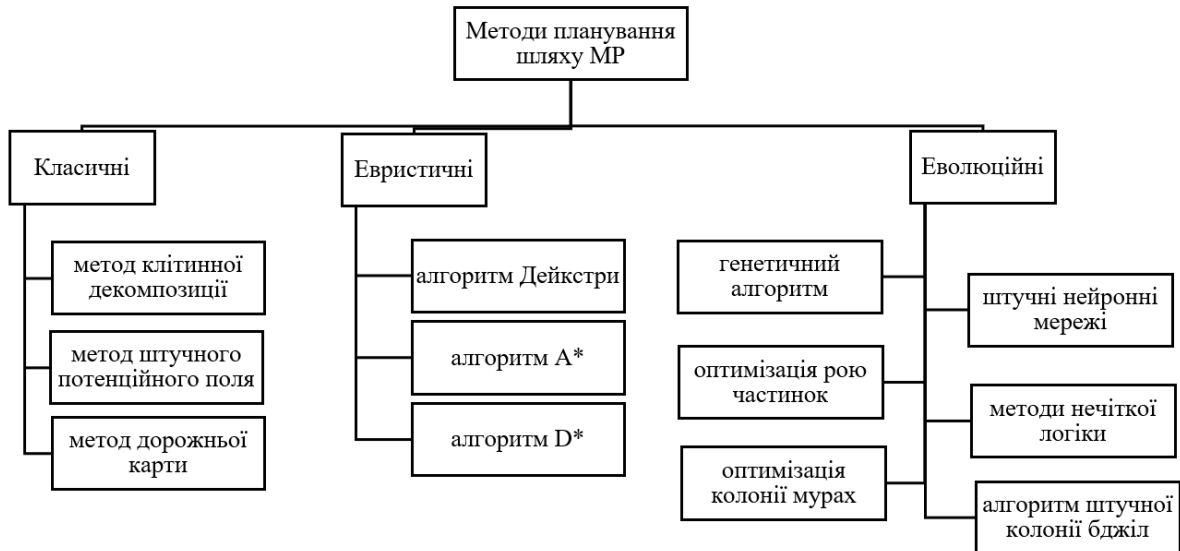 Методи планування
шляху МР
Класичні
Евристичні
Еволюційні
метод клітинної
декомпозиції
метод штучного
потенційного поля
метод дорожньої
карти
алгоритм Дейкстри
алгоритм A*
алгоритм D*
генетичний
алгоритм
оптимізація рою
частинок
оптимізація
колонії мурах
штучні нейронні
мережі
методи нечіткої
логіки
алгоритм штучної
колонії бджіл